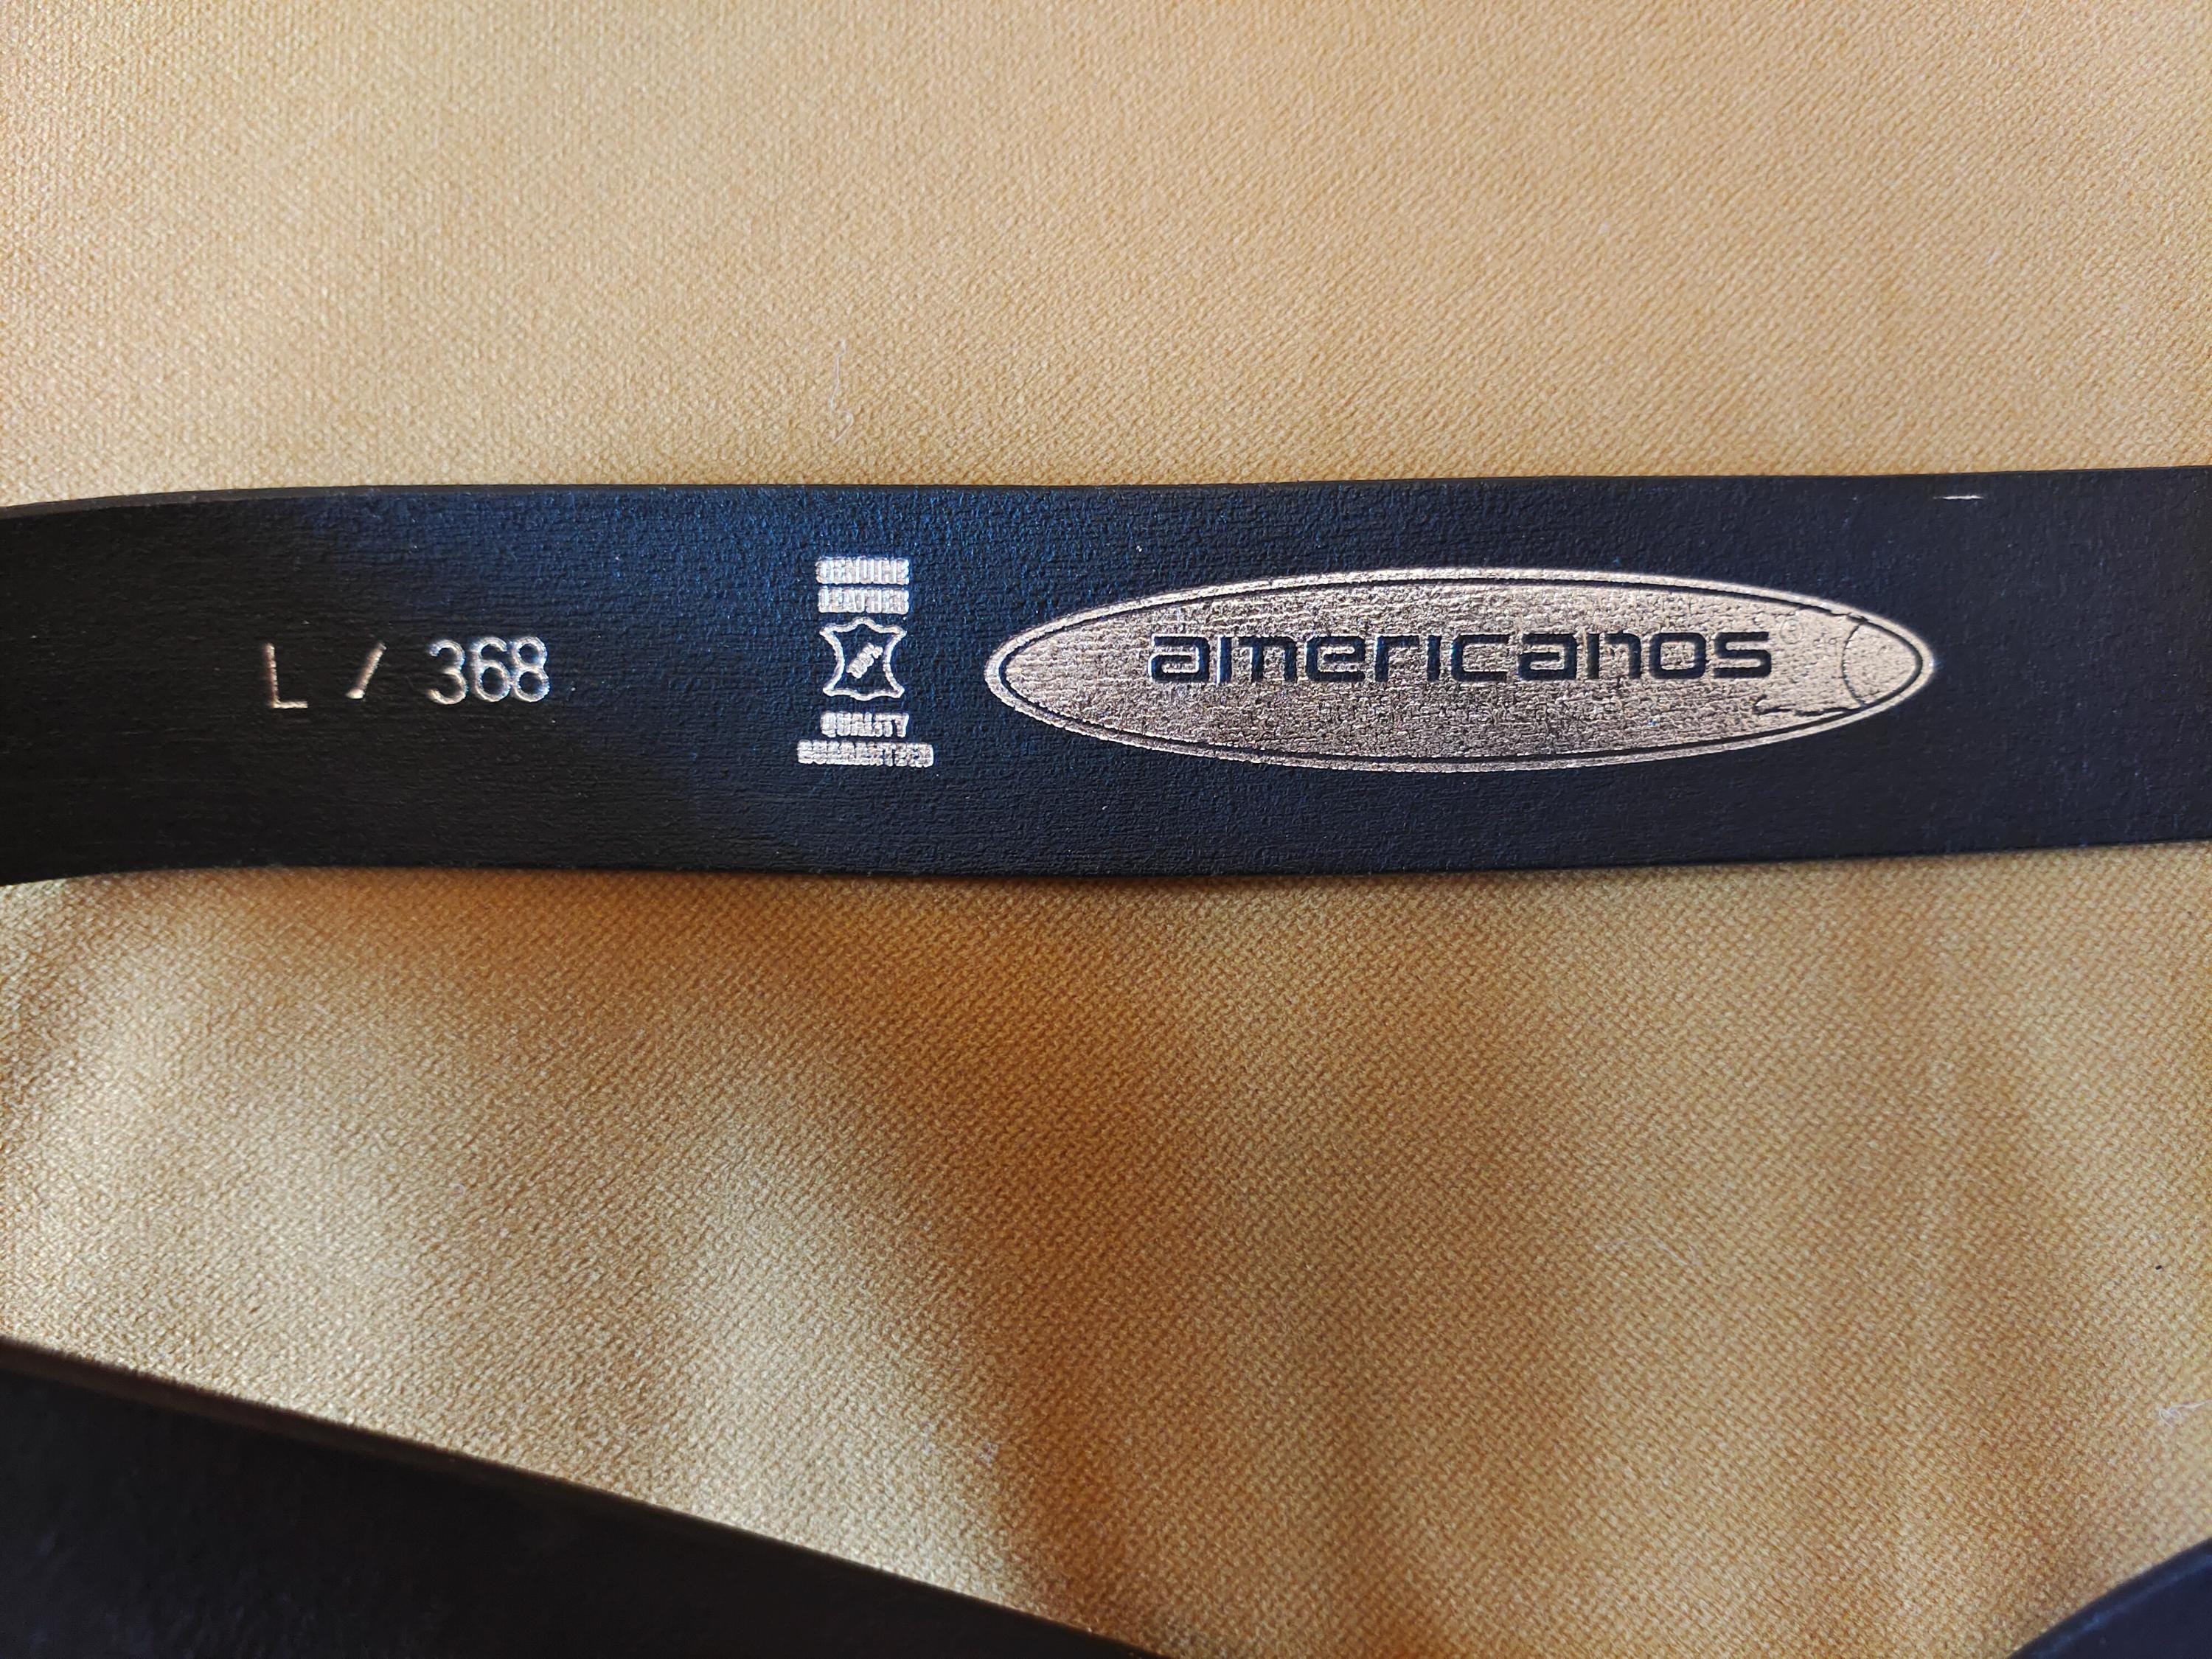 L / 368
GENUINE
LEATHER
QUALITY
GUARANTEED
americanos